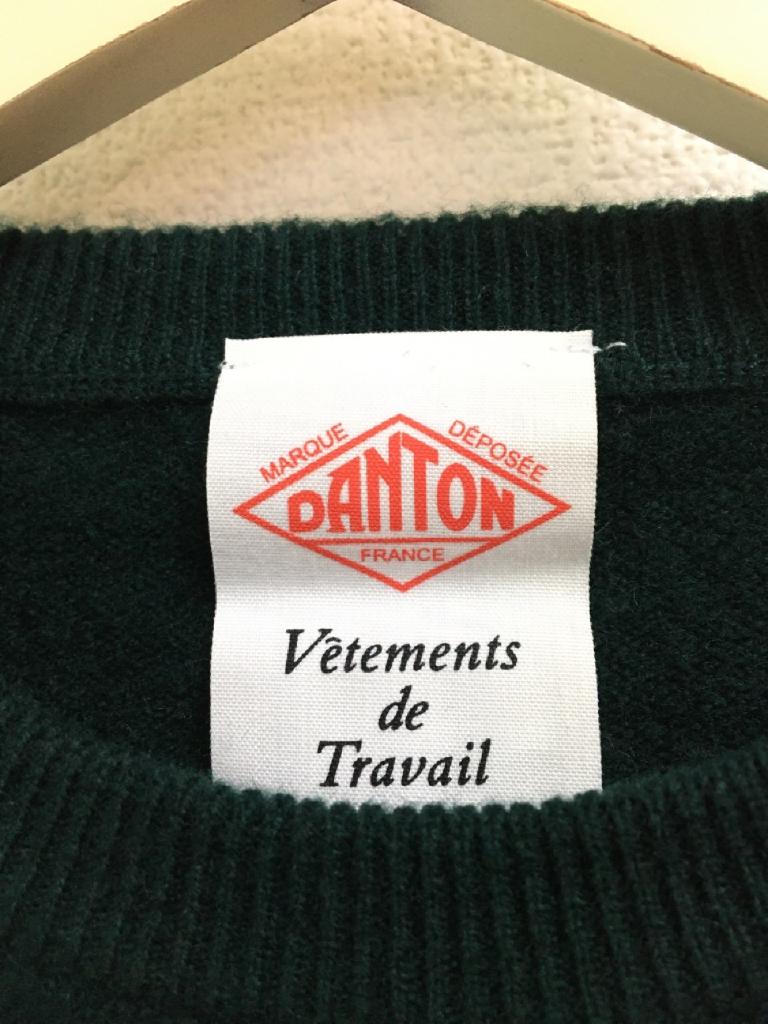 MARQUE DÉPOSÉE
DANTON
FRANCE
Vêtements
de
Travail